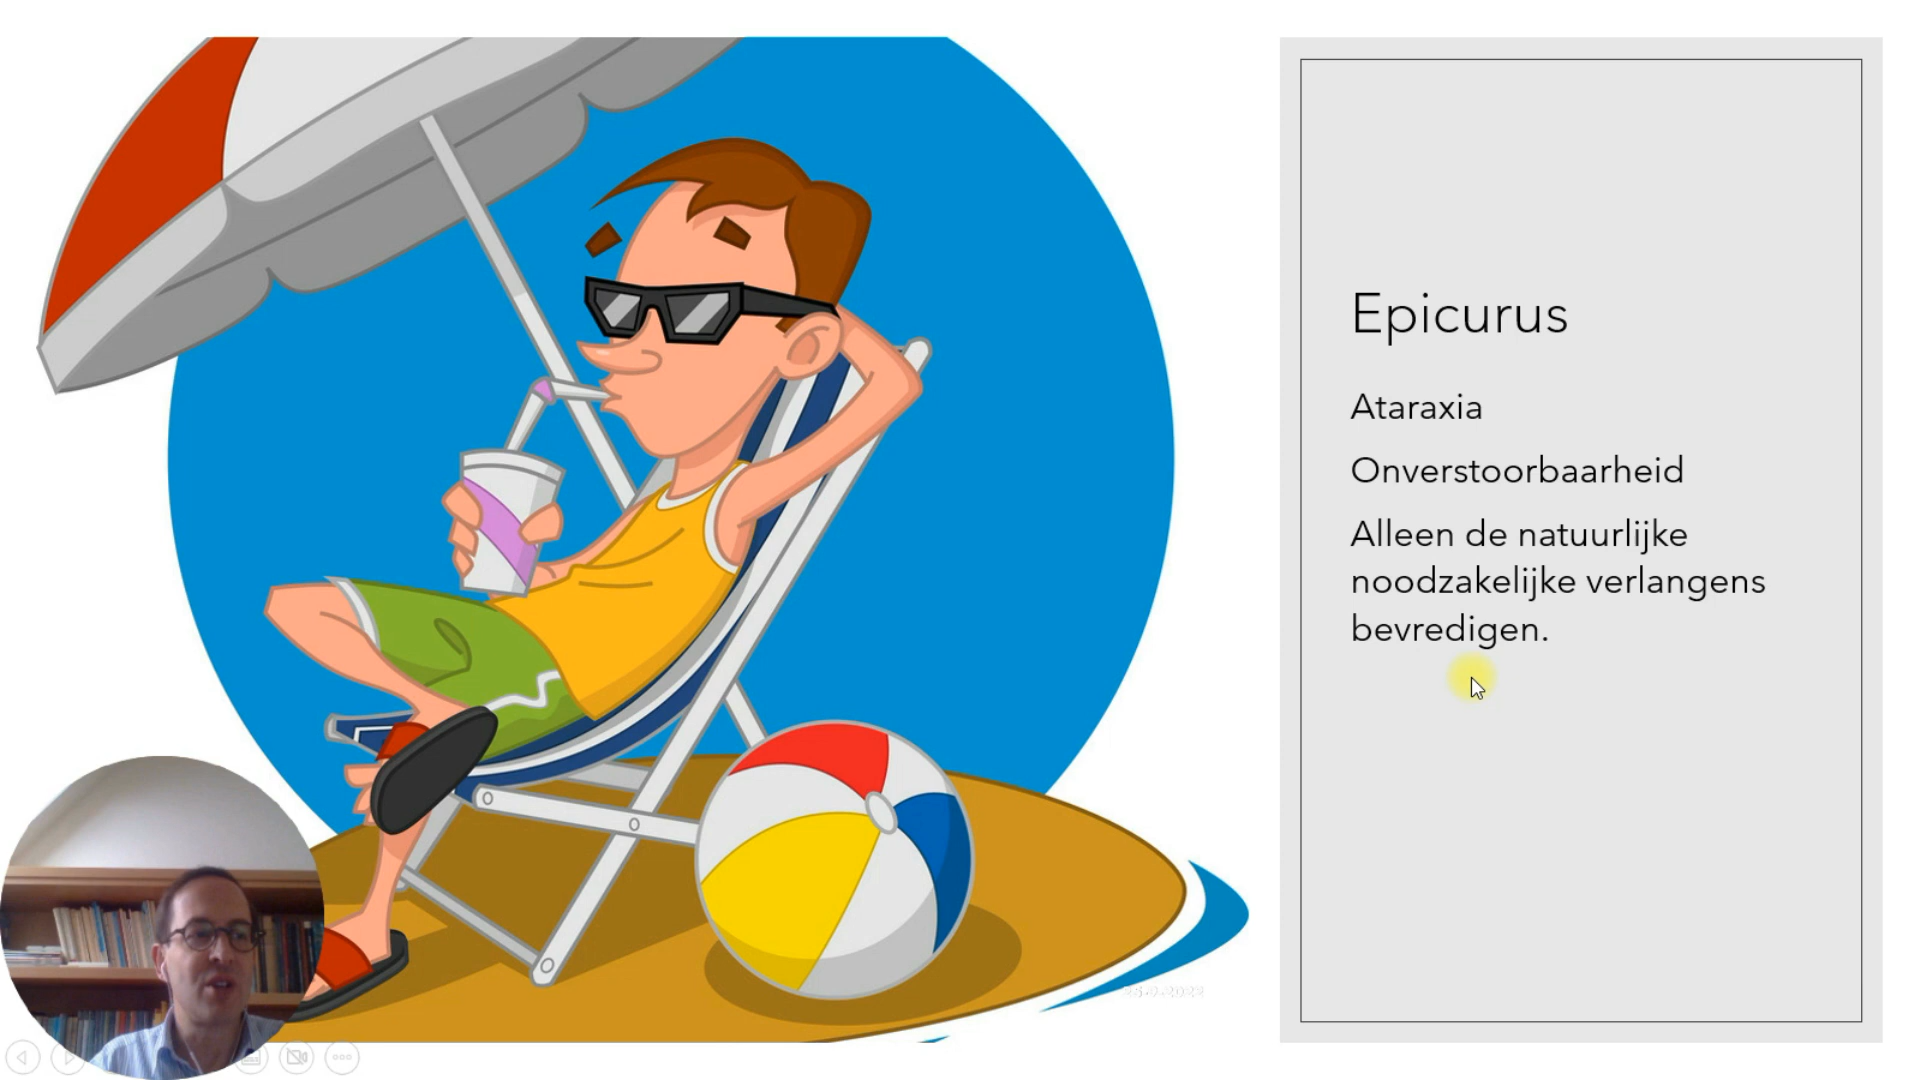 Epicurus
Ataraxia
Onverstoorbaarheid
Alleen de natuurlijke
noodzakelijke verlangens
bevredigen.